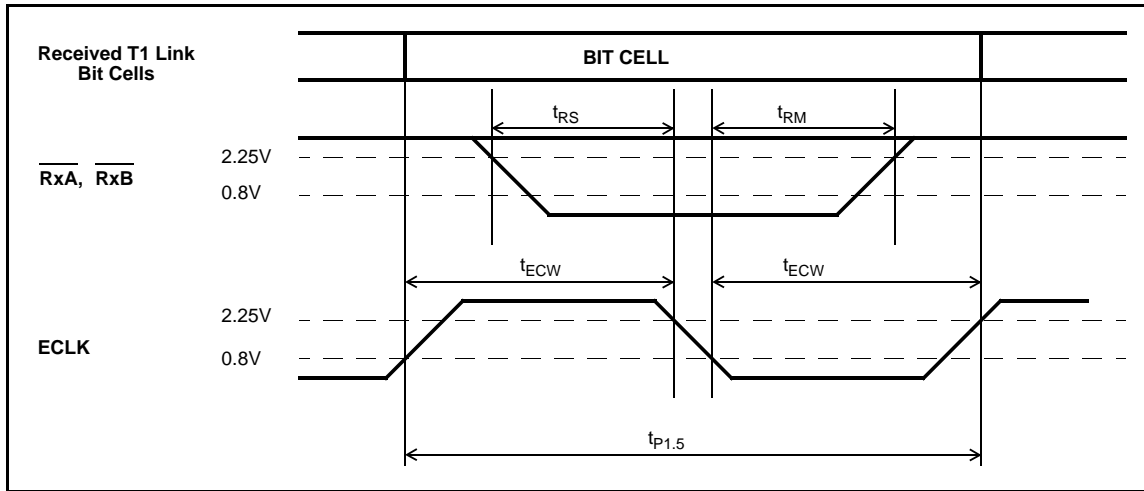 Received T1 Link
Bit Cells
BIT CELL
tRS
tRM
2.25V
RxA, RxB
0.8V
tECW
tECW
2.25V
ECLK
0.8V
tP1.5